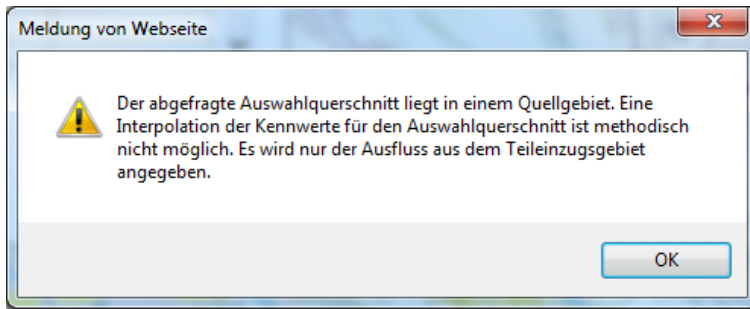 Meldung von Webseite
Der abgefragte Auswahlquerschnitt liegt in einem Quellgebiet. Eine
Interpolation der Kennwerte für den Auswahlquerschnitt ist methodisch
nicht möglich. Es wird nur der Ausfluss aus dem Teileinzugsgebiet
angegeben.
OK